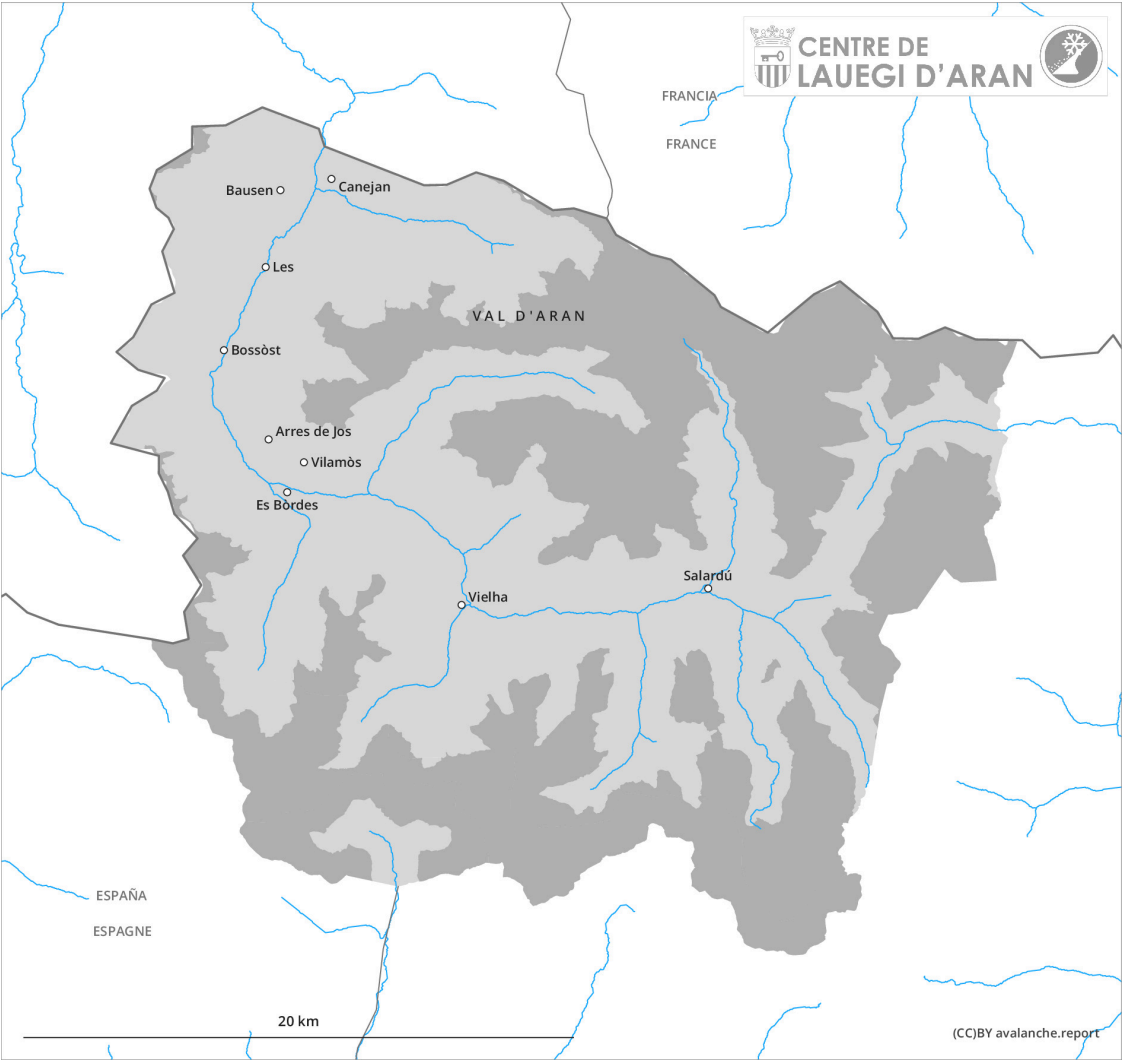 CENTRE DE
LAUEGI D'ARAN
FRANCIA
FRANCE
Bausen
Canejan
Les
VAL D'ARAN
Bossòst
Arres de Jos
Vilamòs
Es Bòrdes
Salardú
Vielha
ESPAÑA
ESPAGNE
20 km
(CC)BY avalanche.report